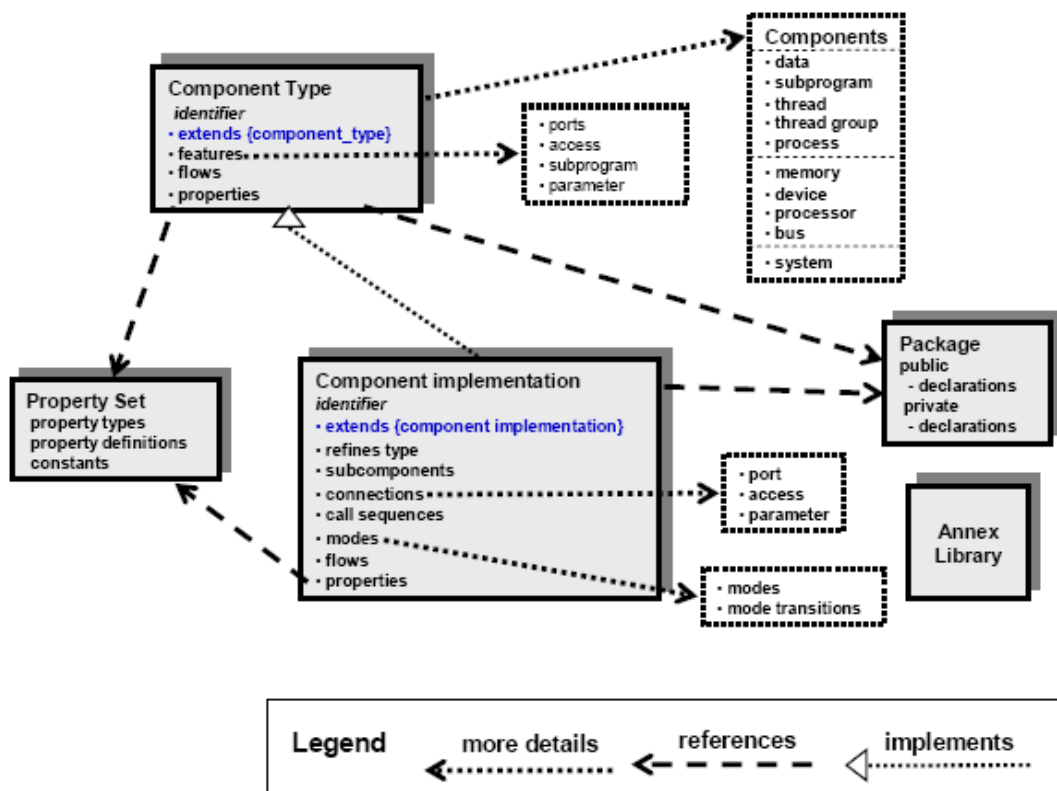 Component Type
identifier
· extends {component_type}
· features
· flows
· properties
· ports
· access
· subprogram
· parameter
Components
· data
· subprogram
· thread
· thread group
· process
· memory
· device
· processor
· bus
· system
Property Set
property types
property definitions
constants
Component implementation
identifier
· extends {component implementation}
· refines type
· subcomponents
· connections
· call sequences
· modes
· flows
· properties
Package
public
- declarations
private
- declarations
· port
· access
· parameter
· modes
· mode transitions
Annex
Library
Legend
more details
references
implements